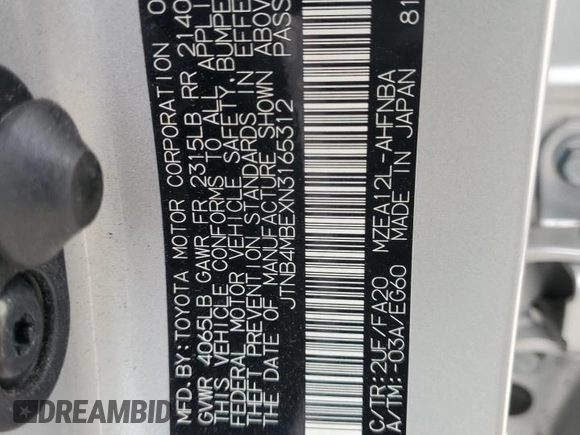 MFD.BY:TOYOTA MOTOR CORPORATION 0
GVWR 4065LB GAWR FR 2315LB RR 2140
THIS VEHICLE CONFORMS TO ALL APPLI
FEDERAL MOTOR VEHICLE SAFETY, BUMPE
THEFT PREVENTION STANDARDS IN EFFE
THE DATE OF MANUFACTURE SHOWN ABOV
JTNB4MBEXN3165312 PASS
C/TR:2UF/FA20 MZEA12L-AHFNBA 81
A/TM:-03A/EG60 MADE IN JAPAN
DREAMBID